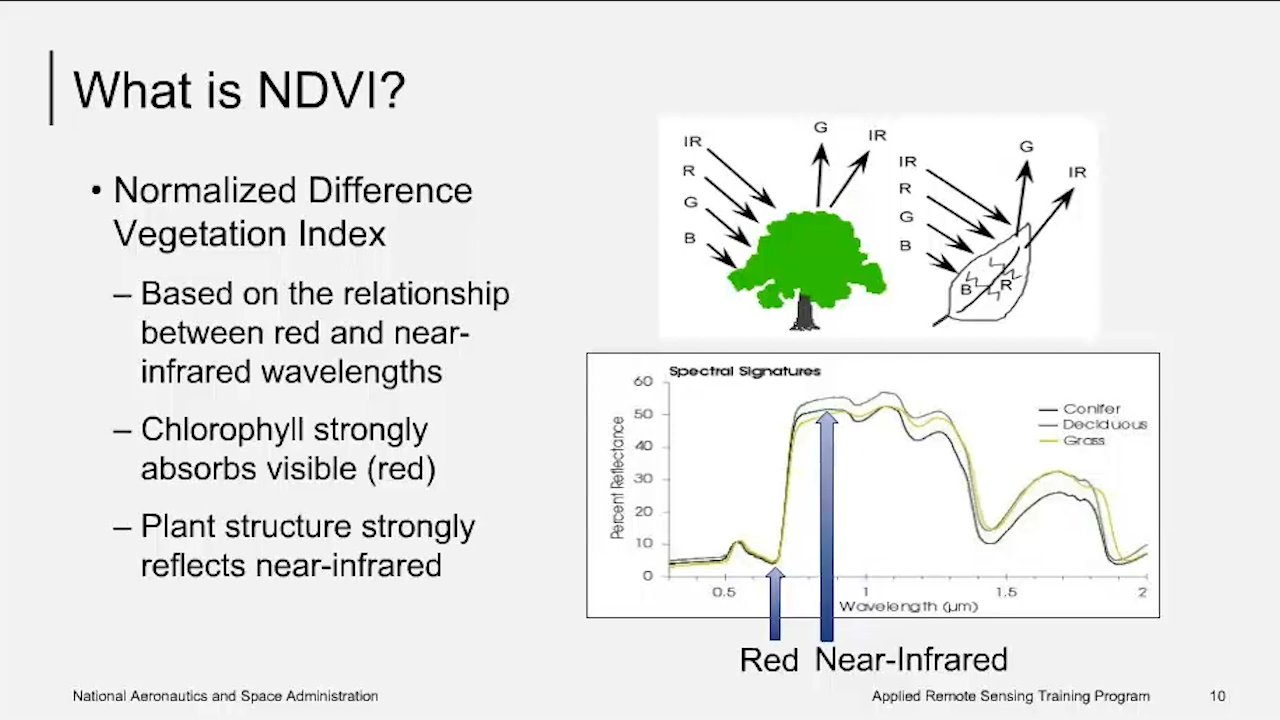 What is NDVI?
• Normalized Difference
Vegetation Index
– Based on the relationship
between red and near-
infrared wavelengths
– Chlorophyll strongly
absorbs visible (red)
– Plant structure strongly
reflects near-infrared
IR
R
G
B
G
IR
IR
R
G
B
G
IR
B
R
Spectral Signatures
Percent Reflectance
60
50
40
30
20
10
0
Conifer
Deciduous
Grass
0.5
1
1.5
2
Wavelength (µm)
Red
Near-Infrared
National Aeronautics and Space Administration
Applied Remote Sensing Training Program
10